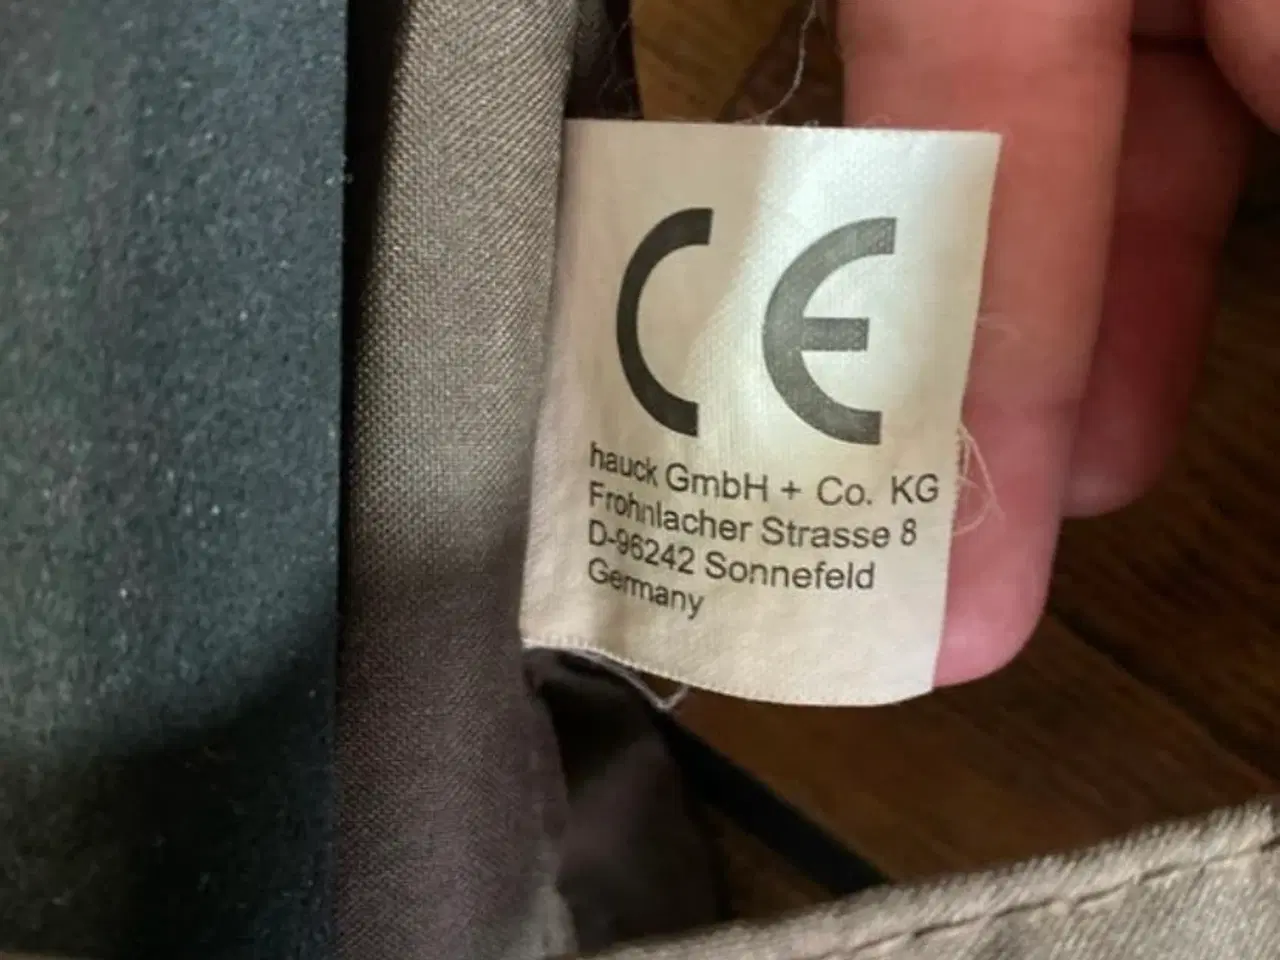 CE
hauck GmbH + Co. KG
Frohnlacher Strasse 8
D-96242 Sonnefeld
Germany